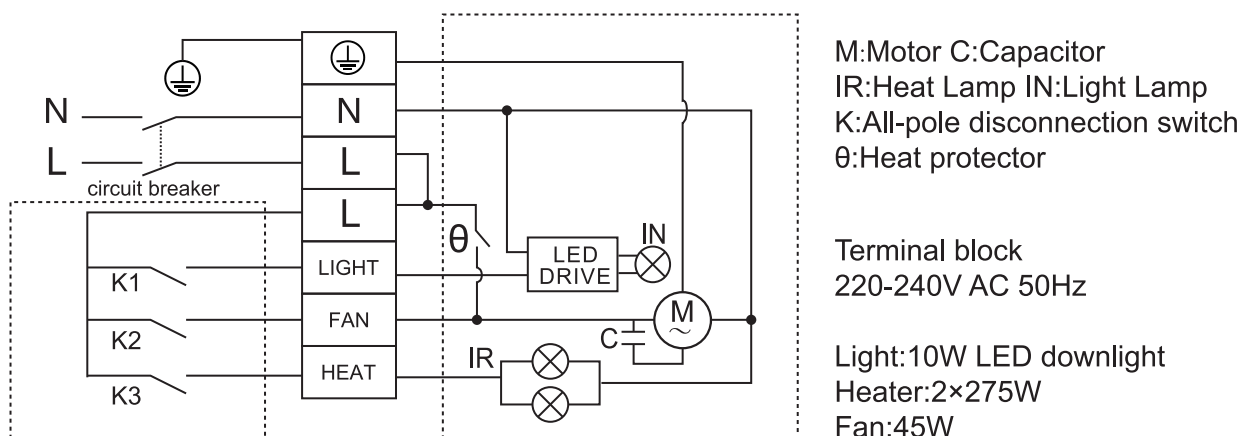 N
L
circuit breaker
K1
K2
K3
N
L
L
LIGHT
FAN
HEAT
θ
LED
DRIVE
IN
M
~
C
IR
M:Motor C:Capacitor
IR:Heat Lamp IN:Light Lamp
K:All-pole disconnection switch
θ:Heat protector
Terminal block
220-240V AC 50Hz
Light:10W LED downlight
Heater:2×275W
Fan:45W